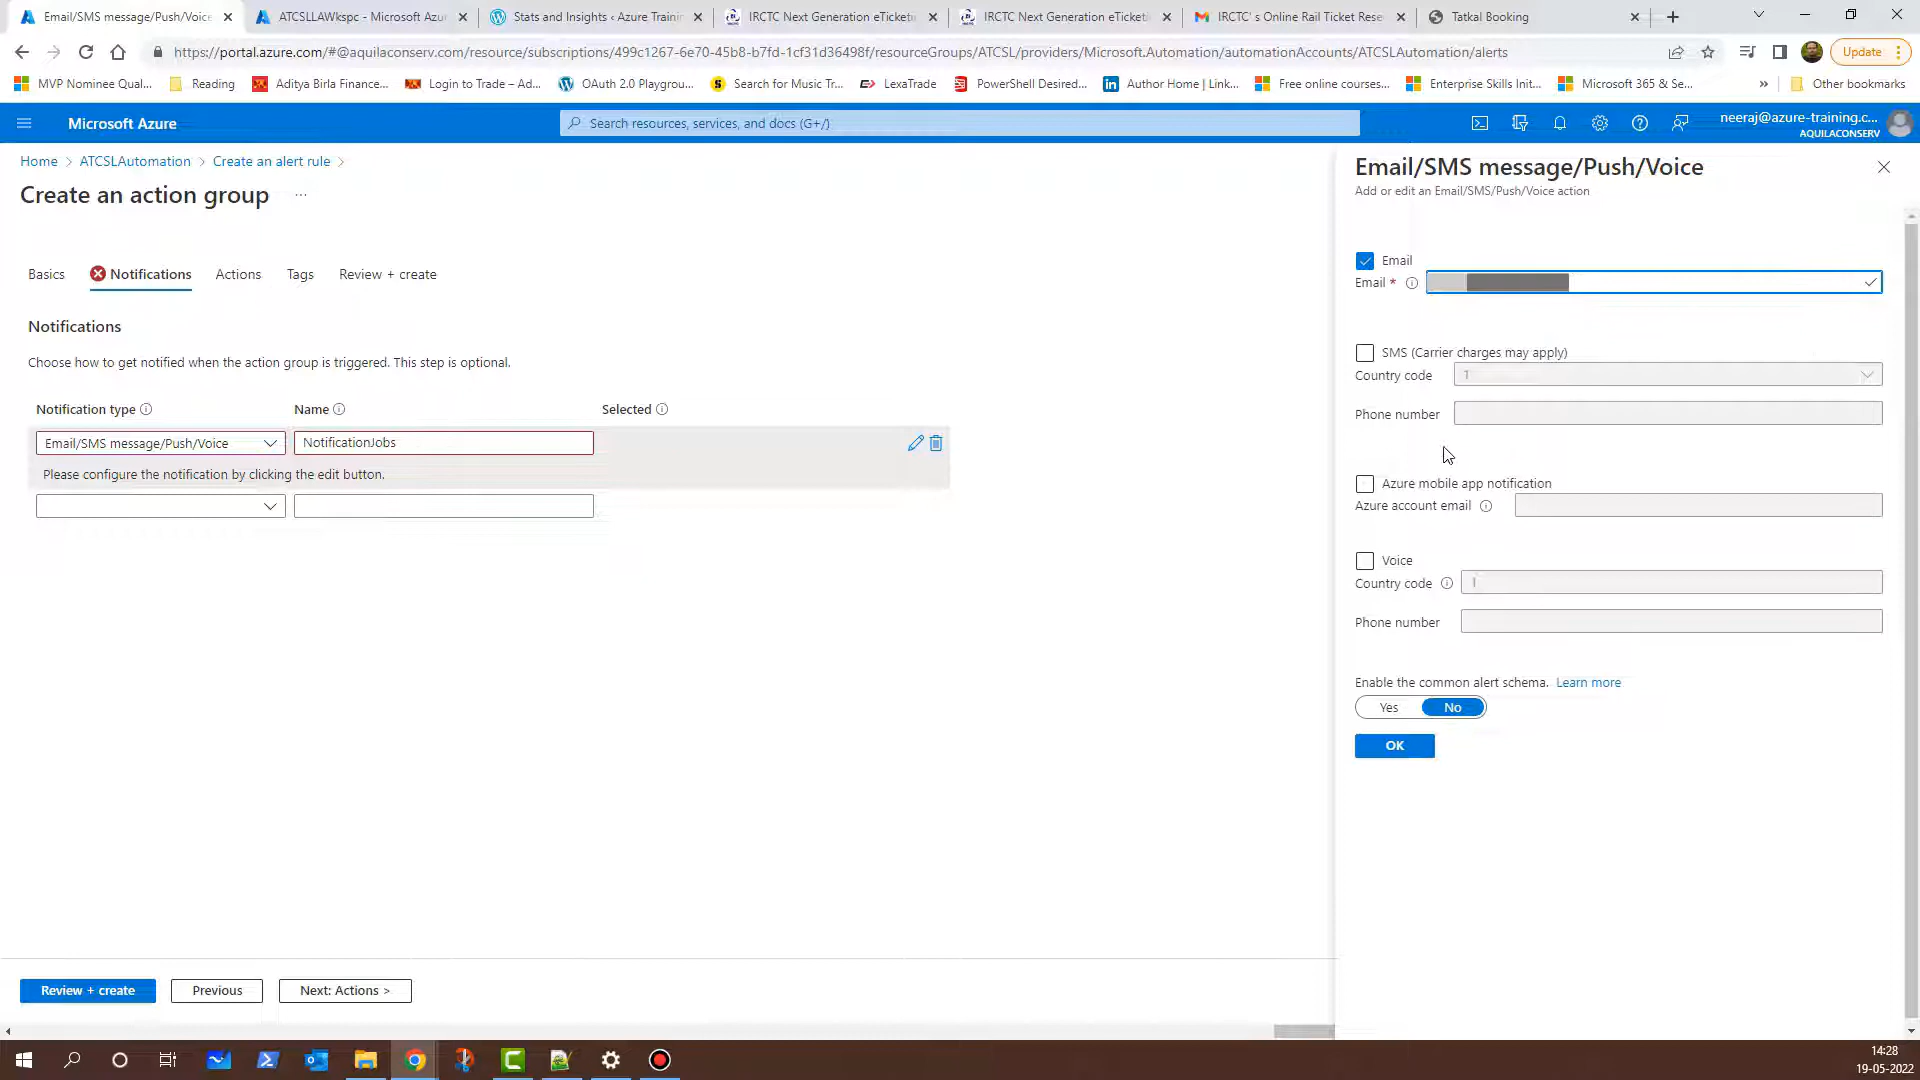 Email/SMS message/Push/Voice
ATCSLLAWkspc - Microsoft Azu
Stats and Insights ‹ Azure Trainin
IRCTC Next Generation eTicketi
IRCTC Next Generation eTicketi
IRCTC' s Online Rail Ticket Rese
Tatkal Booking
https://portal.azure.com/#@aquilaconserv.com/resource/subscriptions/499c1267-6e70-45b8-b7fd-1cf31d36498f/resourceGroups/ATCSL/providers/Microsoft.Automation/automationAccounts/ATCSLAutomation/alerts
Update
MVP Nominee Qual...
Reading
Aditya Birla Finance...
Login to Trade – Ad...
OAuth 2.0 Playgrou...
Search for Music Tr...
LexaTrade
PowerShell Desired...
Author Home | Link...
Free online courses...
Enterprise Skills Init...
Microsoft 365 & Se...
»
Other bookmarks
Microsoft Azure
Search resources, services, and docs (G+/)
neeraj@azure-training.c...
AQUILACONSERV
Home > ATCSLAutomation > Create an alert rule >
Create an action group ...
Basics
Notifications
Actions
Tags
Review + create
Notifications
Choose how to get notified when the action group is triggered. This step is optional.
Notification type
Name
Selected
Email/SMS message/Push/Voice
NotificationJobs
Please configure the notification by clicking the edit button.
Review + create
Previous
Next: Actions >
Email/SMS message/Push/Voice
Add or edit an Email/SMS/Push/Voice action
Email
Email *
SMS (Carrier charges may apply)
Country code
Phone number
Azure mobile app notification
Azure account email
Voice
Country code
Phone number
Enable the common alert schema. Learn more
Yes
No
OK
14:28
19-05-2022